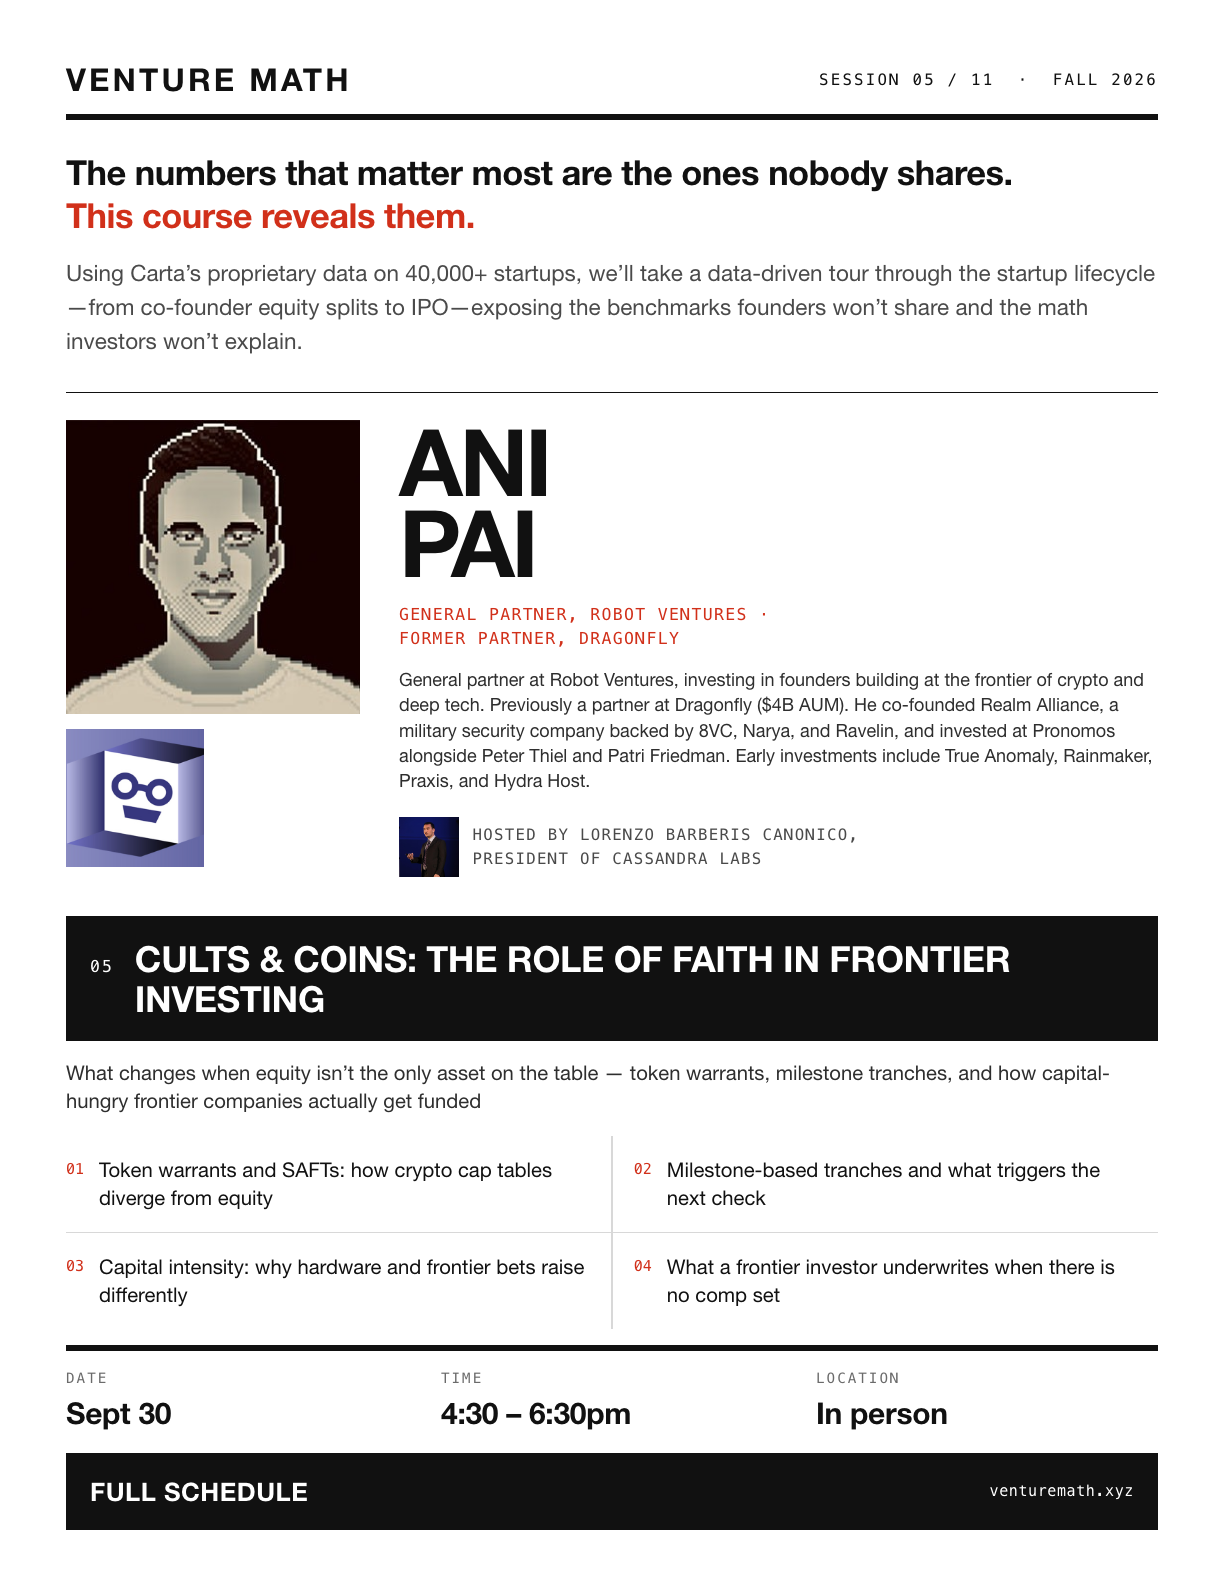 VENTURE MATH
SESSION 05 / 11 · FALL 2026
The numbers that matter most are the ones nobody shares.
This course reveals them.
Using Carta’s proprietary data on 40,000+ startups, we’ll take a data-driven tour through the startup lifecycle
—from co-founder equity splits to IPO—exposing the benchmarks founders won’t share and the math
investors won’t explain.
ANI
PAI
GENERAL PARTNER, ROBOT VENTURES ·
FORMER PARTNER, DRAGONFLY
General partner at Robot Ventures, investing in founders building at the frontier of crypto and
deep tech. Previously a partner at Dragonfly ($4B AUM). He co-founded Realm Alliance, a
military security company backed by 8VC, Narya, and Ravelin, and invested at Pronomos
alongside Peter Thiel and Patri Friedman. Early investments include True Anomaly, Rainmaker,
Praxis, and Hydra Host.
HOSTED BY LORENZO BARBERIS CANONICO,
PRESIDENT OF CASSANDRA LABS
05 CULTS & COINS: THE ROLE OF FAITH IN FRONTIER
INVESTING
What changes when equity isn’t the only asset on the table — token warrants, milestone tranches, and how capital-
hungry frontier companies actually get funded
01 Token warrants and SAFTs: how crypto cap tables
diverge from equity
02 Milestone-based tranches and what triggers the
next check
03 Capital intensity: why hardware and frontier bets raise
differently
04 What a frontier investor underwrites when there is
no comp set
DATE
Sept 30
TIME
4:30 – 6:30pm
LOCATION
In person
FULL SCHEDULE
venturemath.xyz